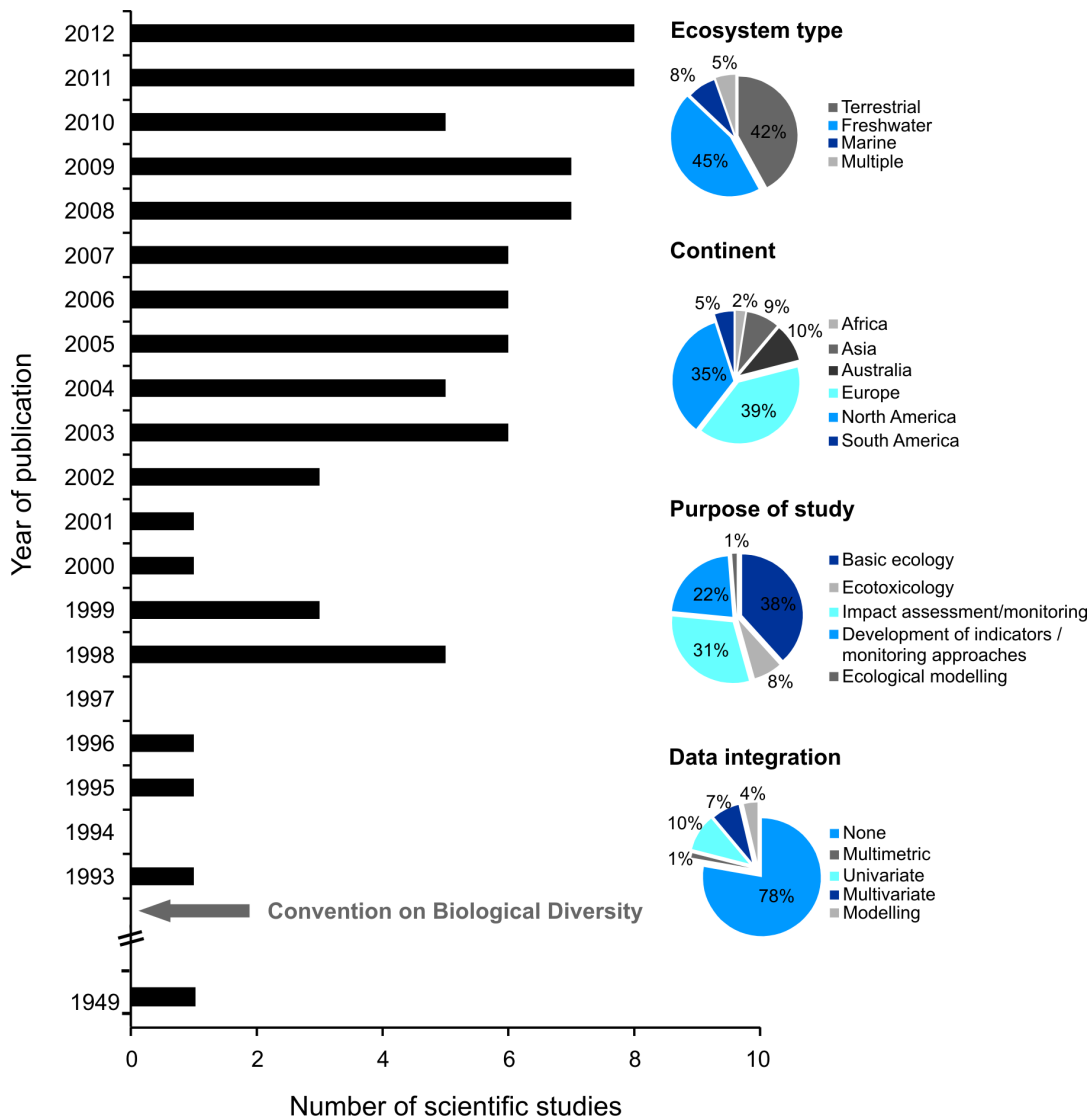 Year of publication
2012
2011
2010
2009
2008
2007
2006
2005
2004
2003
2002
2001
2000
1999
1998
1997
1996
1995
1994
1993
Convention on Biological Diversity
1949
0 2 4 6 8 10
Number of scientific studies
Ecosystem type
5%
8%
42%
45%
Terrestrial
Freshwater
Marine
Multiple
Continent
5% 2% 9%
10%
35%
39%
Africa
Asia
Australia
Europe
North America
South America
Purpose of study
1%
22% 38%
31%
8%
Basic ecology
Ecotoxicology
Impact assessment/monitoring
Development of indicators /
monitoring approaches
Ecological modelling
Data integration
7% 4%
10%
1%
78%
None
Multimetric
Univariate
Multivariate
Modelling